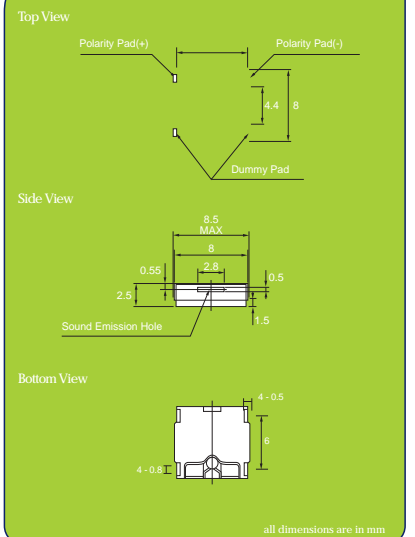 Top View
Polarity Pad(+)
Polarity Pad(-)
4.4
8
Dummy Pad
Side View
8.5
MAX
8
2.8
0.55
0.5
2.5
1.5
Sound Emission Hole
Bottom View
4 - 0.5
6
4 - 0.8
all dimensions are in mm